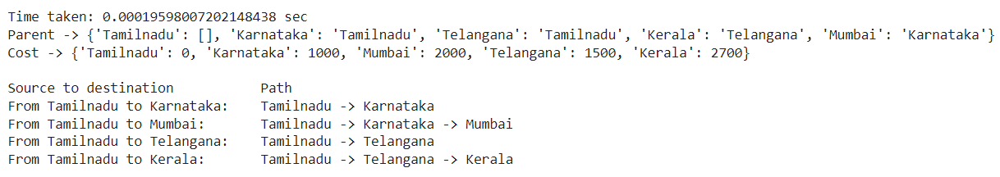 Time taken: 0.00019598007202148438 sec
Parent -> {'Tamilnadu': [], 'Karnataka': 'Tamilnadu', 'Telangana': 'Tamilnadu', 'Kerala': 'Telangana', 'Mumbai': 'Karnataka'}
Cost -> {'Tamilnadu': 0, 'Karnataka': 1000, 'Mumbai': 2000, 'Telangana': 1500, 'Kerala': 2700}
Source to destination Path
From Tamilnadu to Karnataka: Tamilnadu -> Karnataka
From Tamilnadu to Mumbai: Tamilnadu -> Karnataka -> Mumbai
From Tamilnadu to Telangana: Tamilnadu -> Telangana
From Tamilnadu to Kerala: Tamilnadu -> Telangana -> Kerala